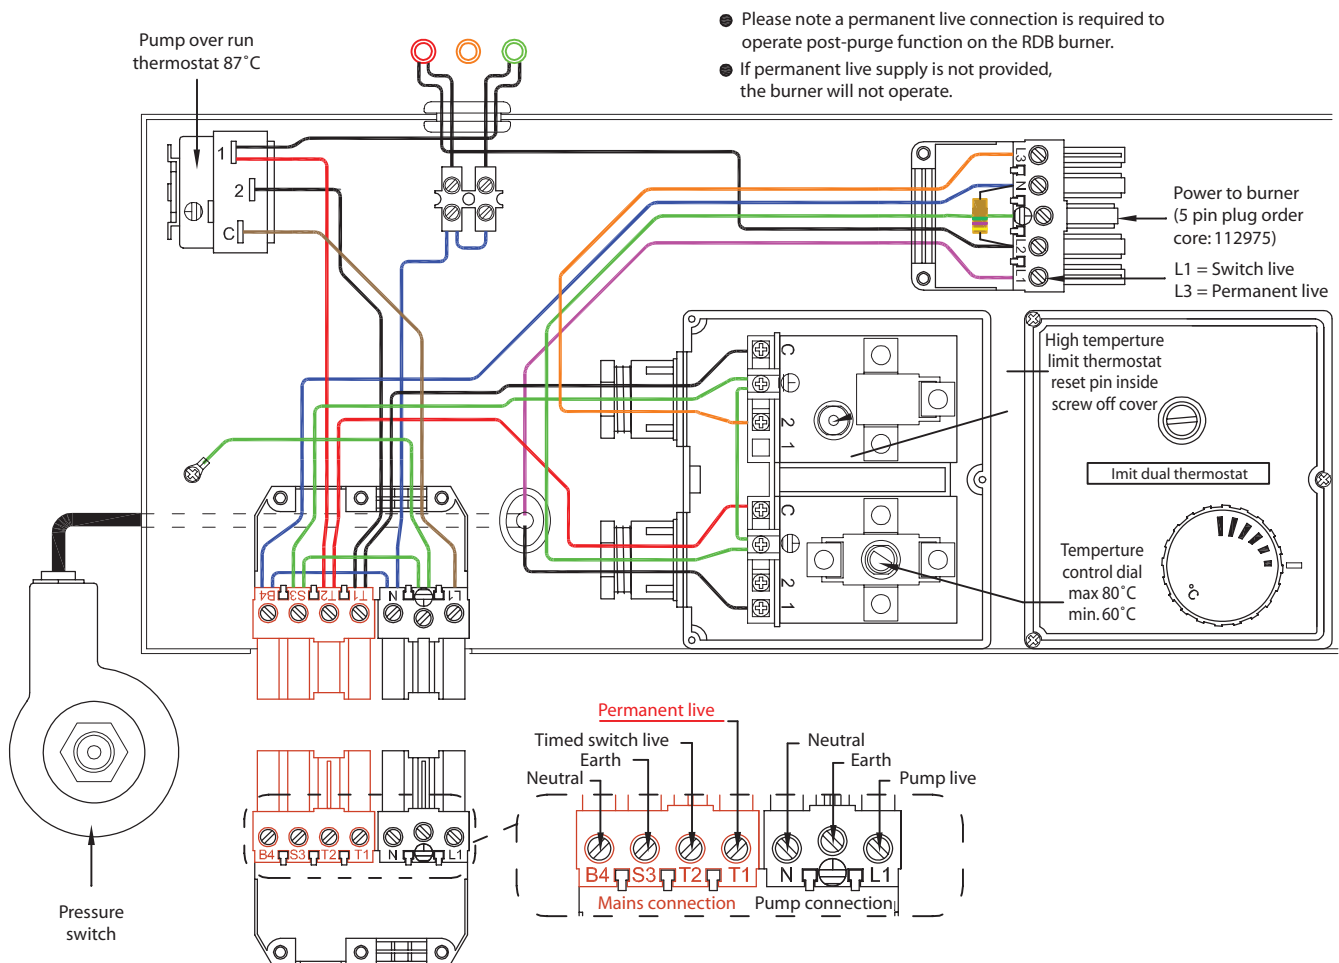 Please note a permanent live connection is required to
operate post-purge function on the RDB burner.
If permanent live supply is not provided,
the burner will not operate.
Pump over run
thermostat 87˚C
1
2
C
L3
N
L2
L1
Power to burner
(5 pin plug order
core: 112975)
L1 = Switch live
L3 = Permanent live
C
2
1
C
2
1
High temperture
limit thermostat
reset pin inside
screw off cover
Imit dual thermostat
Temperture
control dial
max 80˚C
min. 60˚C
˚C
B4 S3 T2 T1 N L1
Permanent live
Timed switch live
Earth
Neutral
Neutral
Earth
Pump live
B4 S3 T2 T1 N L1
B4 S3 T2 T1 N L1
Mains connection
Pump connection
Pressure
switch